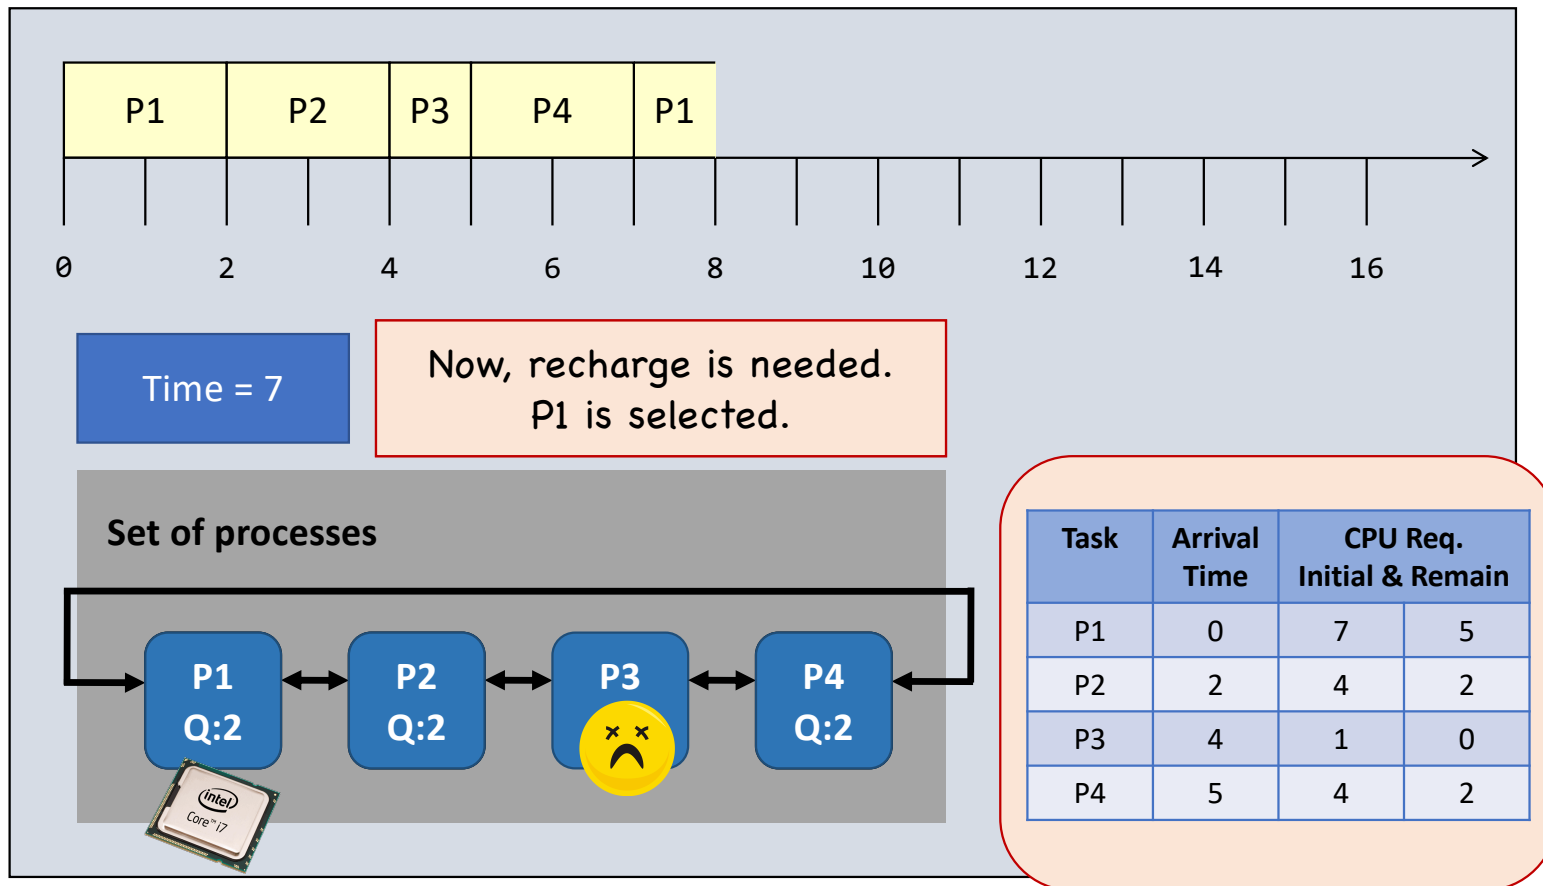 P1 P2 P3 P4 P1
0 2 4 6 8 10 12 14 16
Time = 7
Now, recharge is needed.
P1 is selected.
Set of processes
P1 P2 P3 P4
Q:2 Q:2 Q:2
intel
Core™ i7
Task Arrival Time CPU Req. Initial & Remain
P1 0 7 5
P2 2 4 2
P3 4 1 0
P4 5 4 2